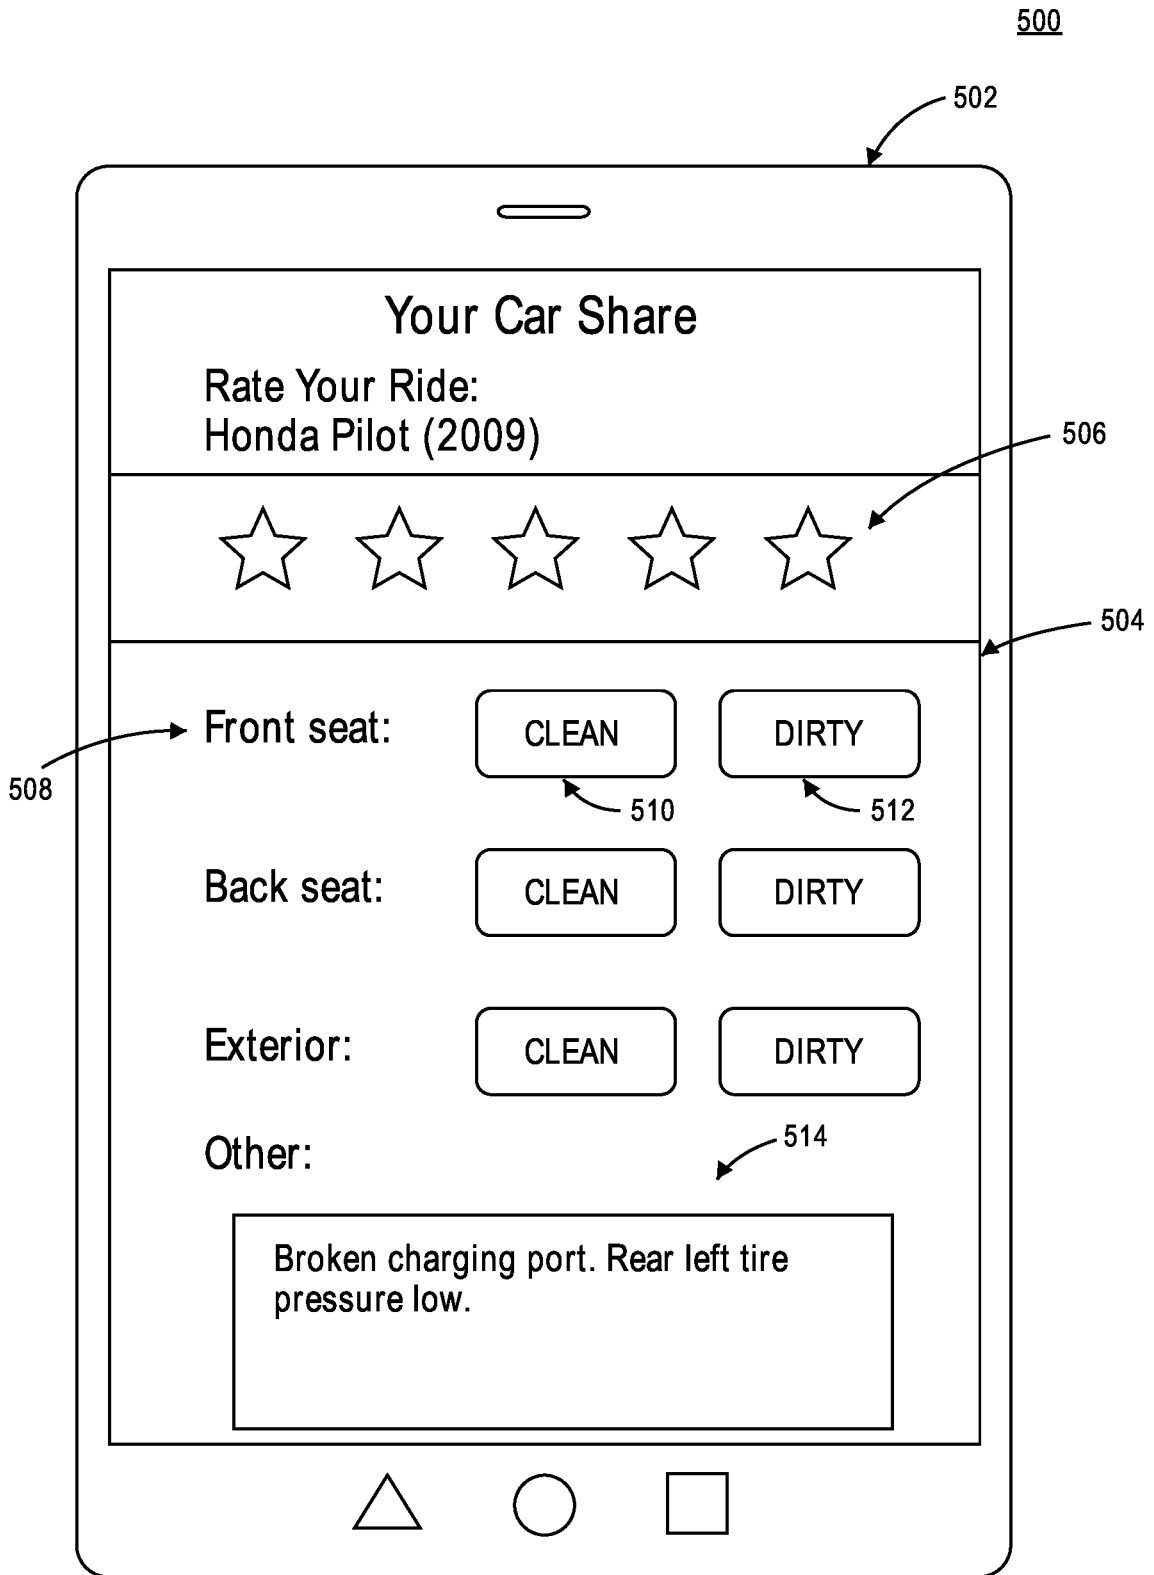 500
502
Your Car Share
Rate Your Ride:
Honda Pilot (2009)
506
504
Front seat: CLEAN DIRTY
508
510 512
Back seat: CLEAN DIRTY
Exterior: CLEAN DIRTY
514
Other:
Broken charging port. Rear left tire
pressure low.